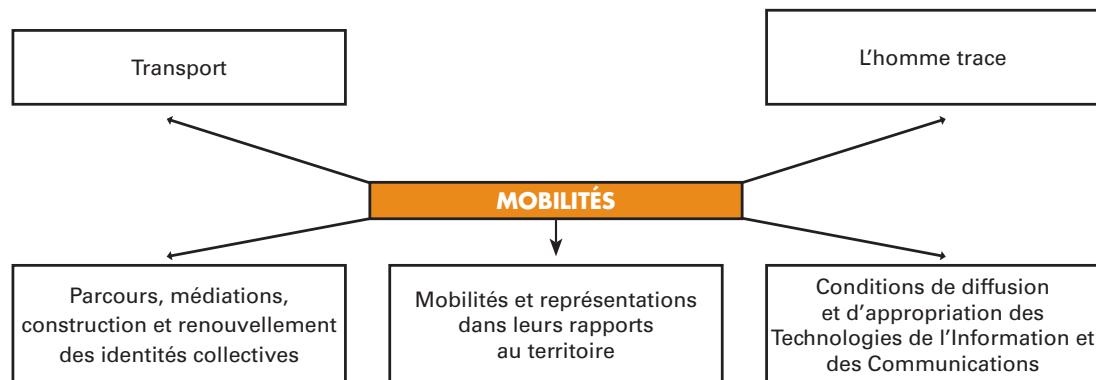 Transport
L'homme trace
MOBILITÉS
Parcours, médiations,
construction et renouvellement
des identités collectives
Mobilités et représentations
dans leurs rapports
au territoire
Conditions de diffusion
et d'appropriation des
Technologies de l'Information et
des Communications